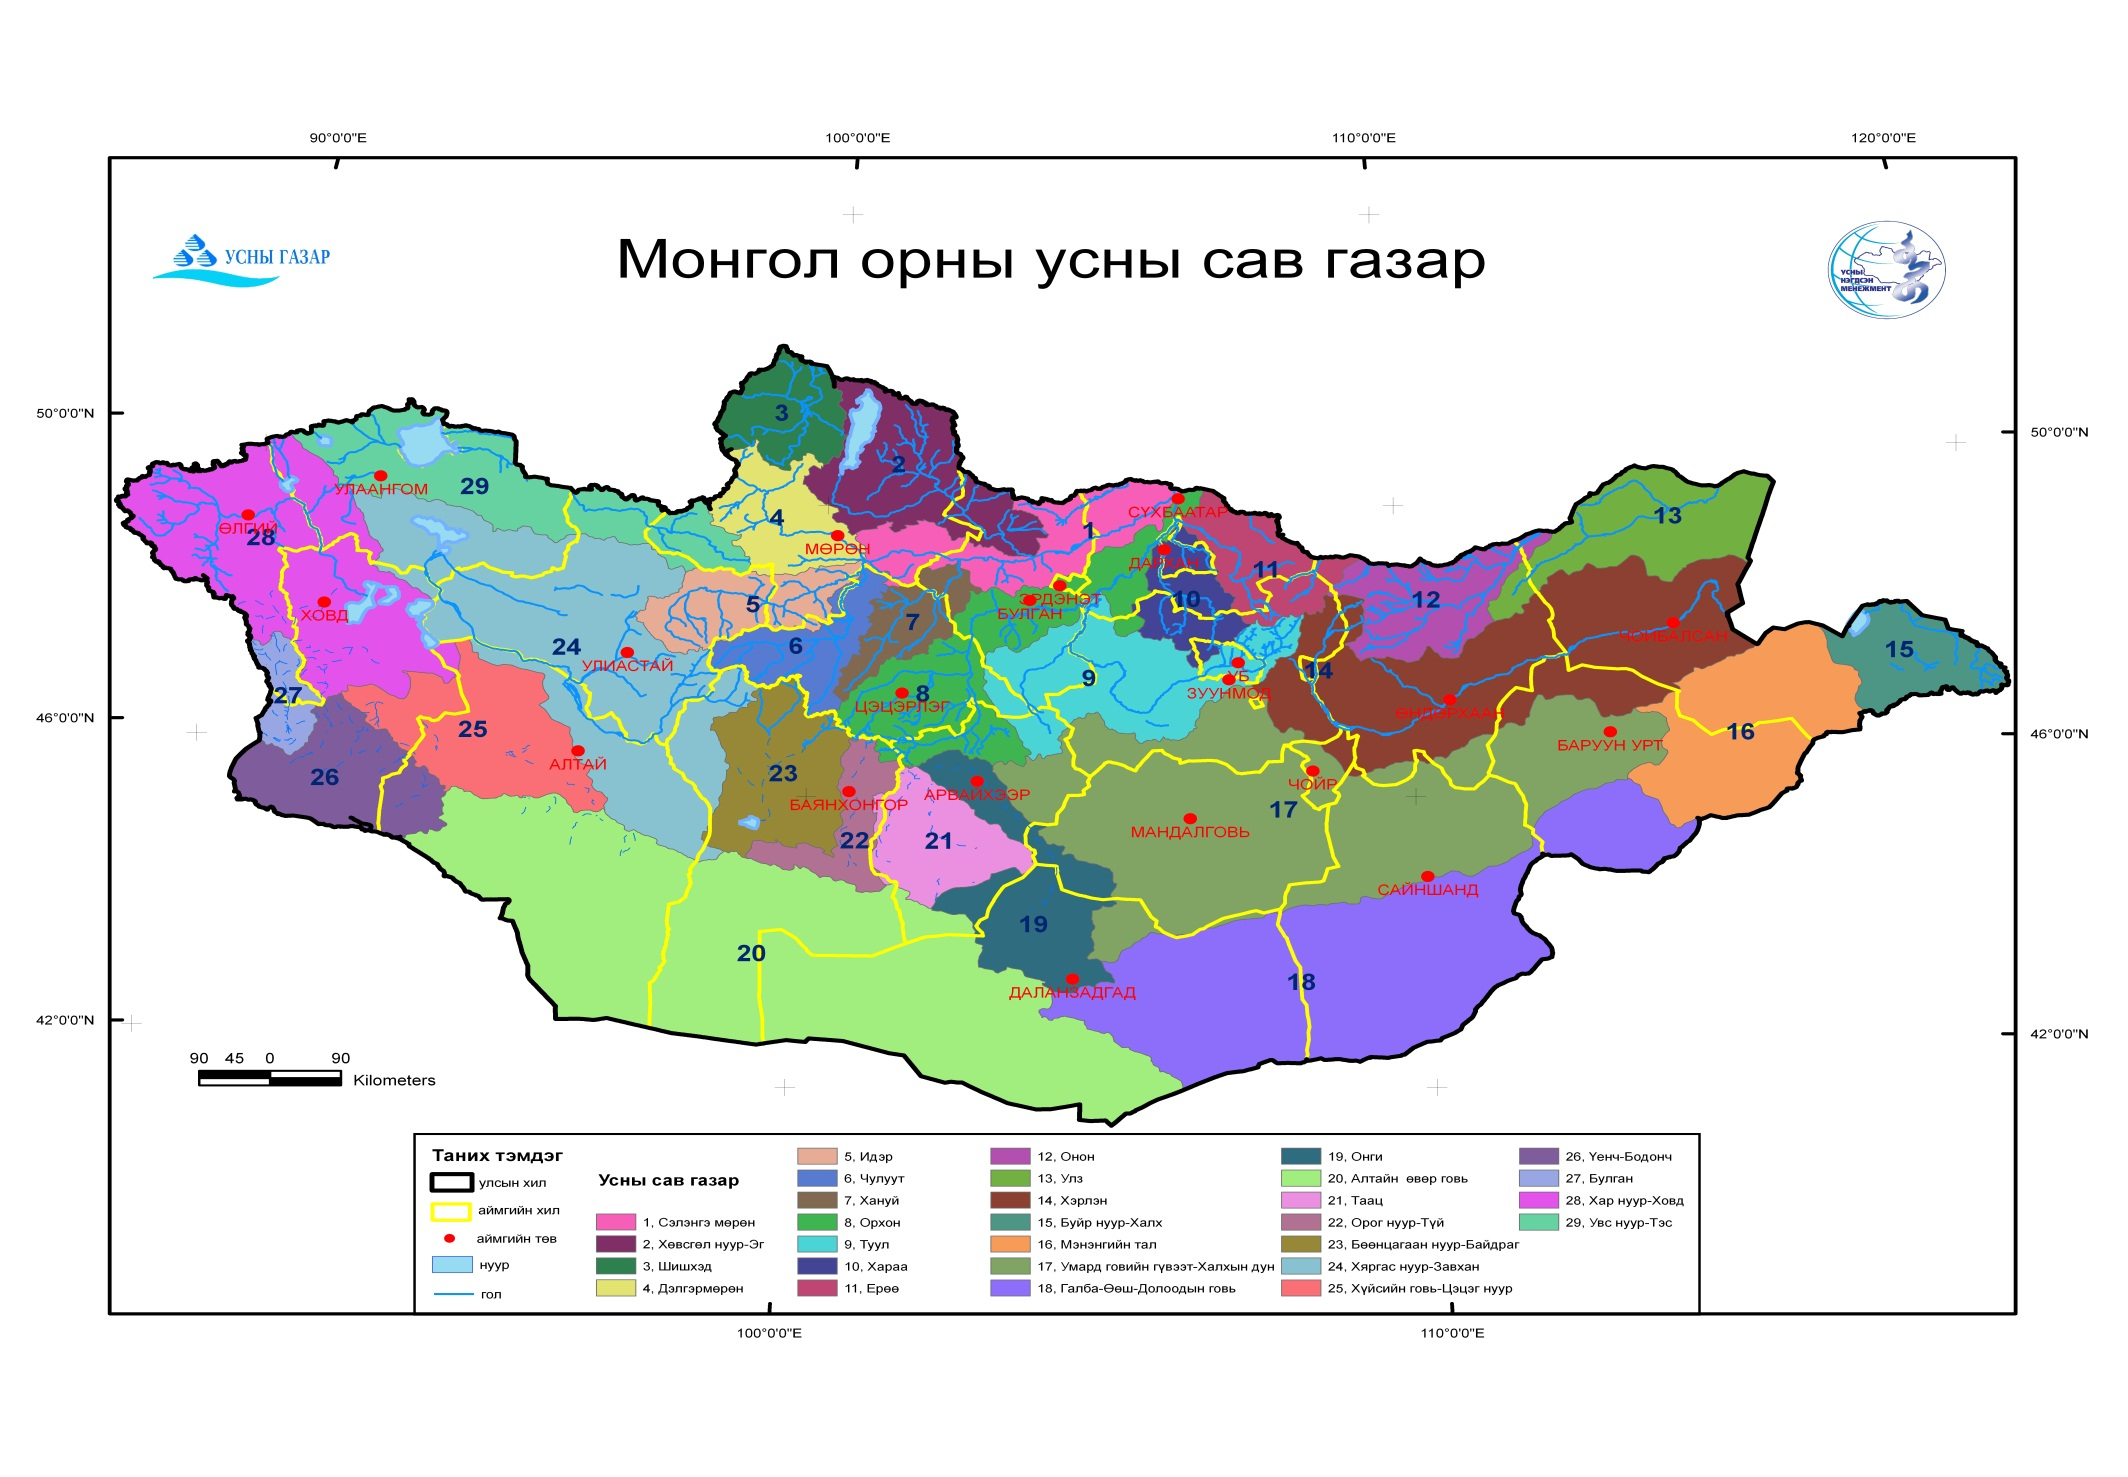 90°0'0"E 100°0'0"E 110°0'0"E 120°0'0"E
УСНЫ ГАЗАР
Монгол орны усны сав газар
УСНЫ
НЭГДСЭН
МЕНЕЖМЕНТ
50°0'0"N
50°0'0"N
3
2
29
УЛААНГОМ
13
ӨЛГИЙ
28
4
МӨРӨН
1
СҮХБААТАР
ДАРХАН
11
10
12
ХОВД
5
7
ЭРДЭНЭТ
БУЛГАН
ЧОЙБАЛСАН
15
24
УЛИАСТАЙ
6
14
27
8
ЦЭЦЭРЛЭГ
9
УБ
ЗУУНМОД
ӨНДӨРХААН
46°0'0"N
46°0'0"N
25
АЛТАЙ
16
БАРУУН УРТ
26
23
БАЯНХОНГОР
АРВАЙХЭЭР
ЧОЙР
17
22
21
МАНДАЛГОВЬ
САЙНШАНД
19
20
18
ДАЛАНЗАДГАД
42°0'0"N
42°0'0"N
90 45 0 90
Kilometers
Таних тэмдэг
улсын хил
аймгийн хил
аймгийн төв
нуур
гол
Усны сав газар
1, Сэлэнгэ мөрөн
2, Хөвсгөл нуур-Эг
3, Шишхэд
4, Дэлгэрмөрөн
5, Идэр
6, Чулуут
7, Хануй
8, Орхон
9, Туул
10, Хараа
11, Ерөө
12, Онон
13, Улз
14, Хэрлэн
15, Буйр нуур-Халх
16, Мэнэнгийн тал
17, Умард говийн гүвээт-Халхын дун
18, Галба-Өөш-Долоодын говь
19, Онги
20, Алтайн өвөр говь
21, Таац
22, Орог нуур-Түй
23, Бөөнцагаан нуур-Байдраг
24, Хяргас нуур-Завхан
25, Хүйсийн говь-Цэцэг нуур
26, Үенч-Бодонч
27, Булган
28, Хар нуур-Ховд
29, Увс нуур-Тэс
100°0'0"E 110°0'0"E